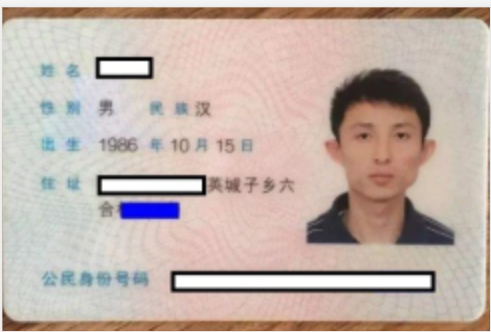 姓名
性别 男 民族 汉
出生 1986 年 10 月 15 日
住址 英城子乡六
合
公民身份号码